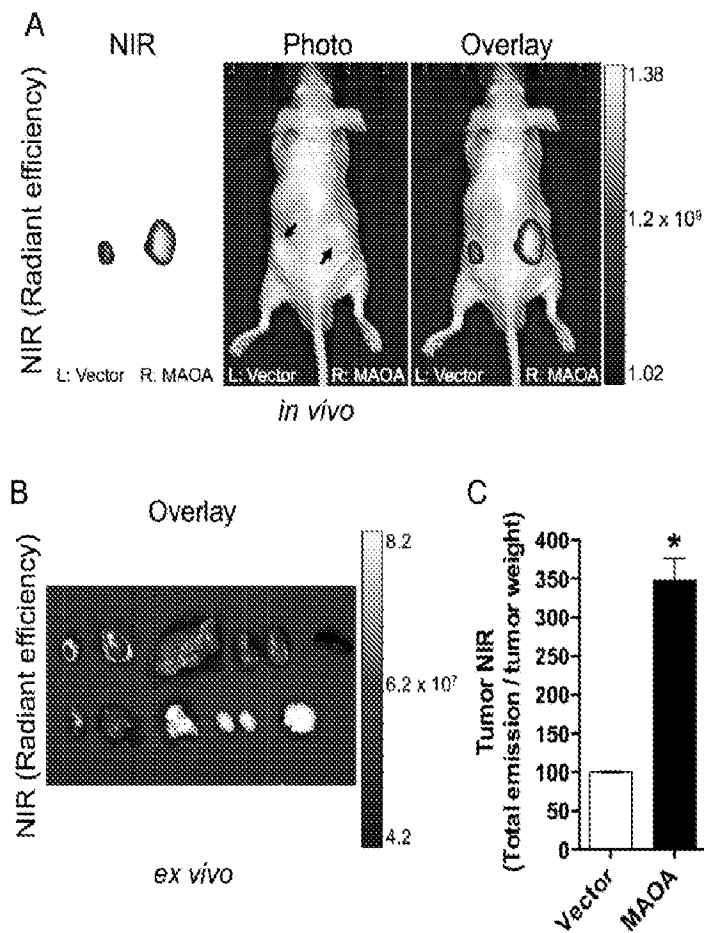 A
NIR Photo Overlay
NIR (Radiant efficiency)
1.38
1.2 x 10⁹
1.02
L: Vector R: MAOA
L: Vector R: MAOA
L: Vector R: MAOA
in vivo
B
Overlay
NIR (Radiant efficiency)
8.2
6.2 x 10⁷
4.2
ex vivo
C
Tumor NIR
(Total emission / tumor weight)
400
350
300
250
200
150
100
50
0
*
Vector
MAOA